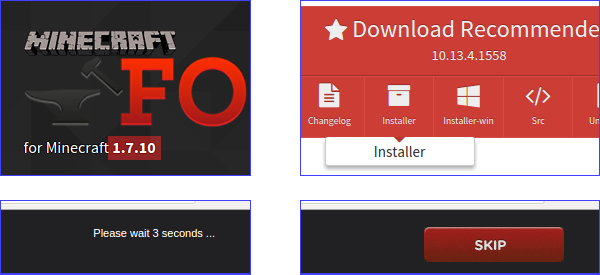 MINECRAFT
FO
for Minecraft 1.7.10
Download Recommende
10.13.4.1558
Changelog
Installer
Installer-win
Src
Un
Installer
Please wait 3 seconds ...
SKIP